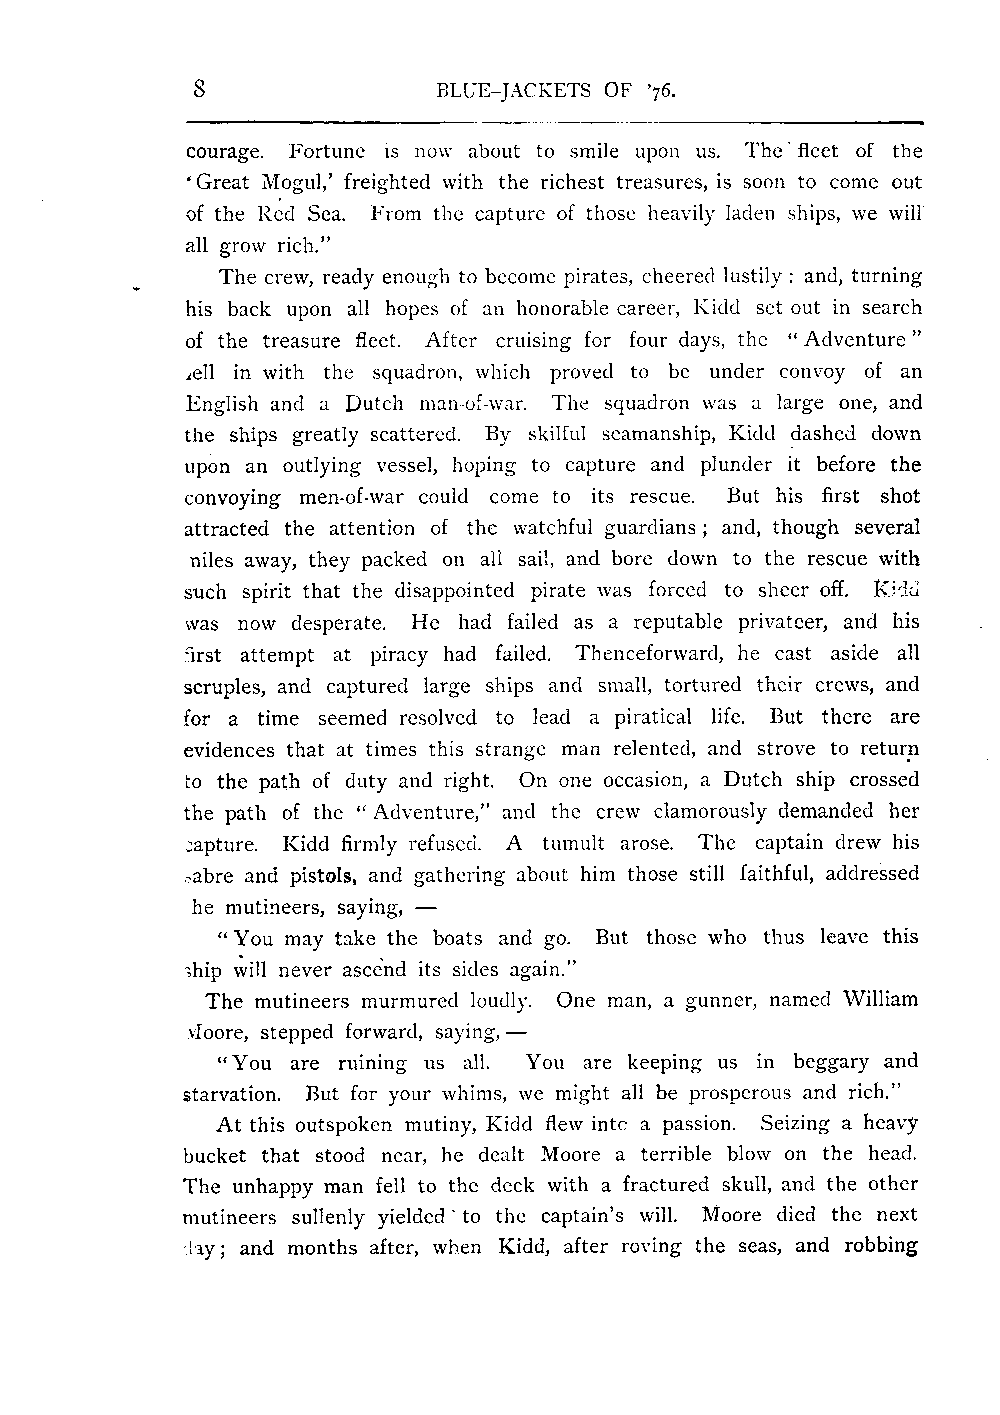 8 BLUE-JACKETS OF '76.
courage. Fortune is now about to smile upon us. The fleet of the
'Great Mogul,' freighted with the richest treasures, is soon to come out
of the Red Sea. From the capture of those heavily laden ships, we will
all grow rich."
The crew, ready enough to become pirates, cheered lustily: and, turning
his back upon all hopes of an honorable career, Kidd set out in search
of the treasure fleet. After cruising for four days, the "Adventure"
fell in with the squadron, which proved to be under convoy of an
English and a Dutch man-of-war. The squadron was a large one, and
the ships greatly scattered. By skilful seamanship, Kidd dashed down
upon an outlying vessel, hoping to capture and plunder it before the
convoying men-of-war could come to its rescue. But his first shot
attracted the attention of the watchful guardians; and, though several
miles away, they packed on all sail, and bore down to the rescue with
such spirit that the disappointed pirate was forced to sheer off. Kidd
was now desperate. He had failed as a reputable privateer, and his
first attempt at piracy had failed. Thenceforward, he cast aside all
scruples, and captured large ships and small, tortured their crews, and
for a time seemed resolved to lead a piratical life. But there are
evidences that at times this strange man relented, and strove to return
to the path of duty and right. On one occasion, a Dutch ship crossed
the path of the "Adventure," and the crew clamorously demanded her
capture. Kidd firmly refused. A tumult arose. The captain drew his
sabre and pistols, and gathering about him those still faithful, addressed
the mutineers, saying, —
"You may take the boats and go. But those who thus leave this
ship will never ascend its sides again."
The mutineers murmured loudly. One man, a gunner, named William
Moore, stepped forward, saying, —
"You are ruining us all. You are keeping us in beggary and
starvation. But for your whims, we might all be prosperous and rich."
At this outspoken mutiny, Kidd flew into a passion. Seizing a heavy
bucket that stood near, he dealt Moore a terrible blow on the head.
The unhappy man fell to the deck with a fractured skull, and the other
mutineers sullenly yielded to the captain's will. Moore died the next
day; and months after, when Kidd, after roving the seas, and robbing